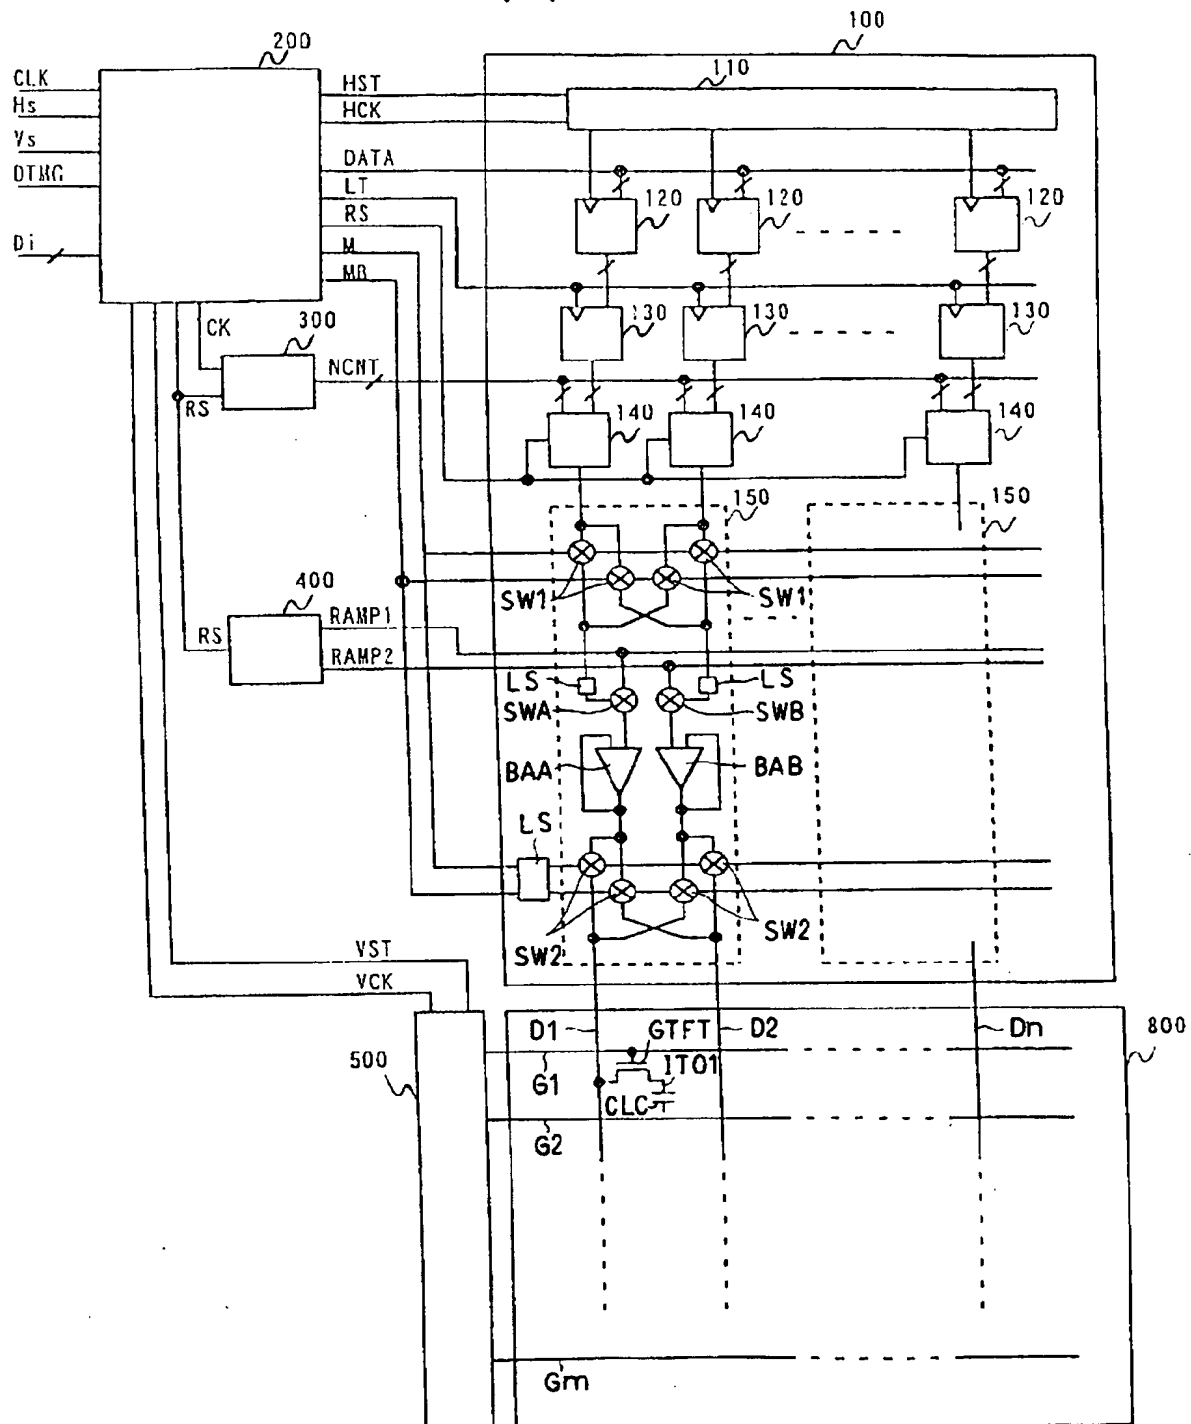 100
200
110
CLK
HST
Hs
HCK
Vs
DATA
DTMG
LT
120
120
120
RS
Di
M
MB
CK
300
130
130
130
NCNT
RS
140
140
140
150
150
SW1
SW1
400
RAMP1
RS
RAMP2
LS
LS
SWA
SWB
BAA
BAB
LS
SW2
SW2
VST
VCK
D1
GTFT
D2
Dn
800
500
G1
ITO1
CLC
G2
Gm